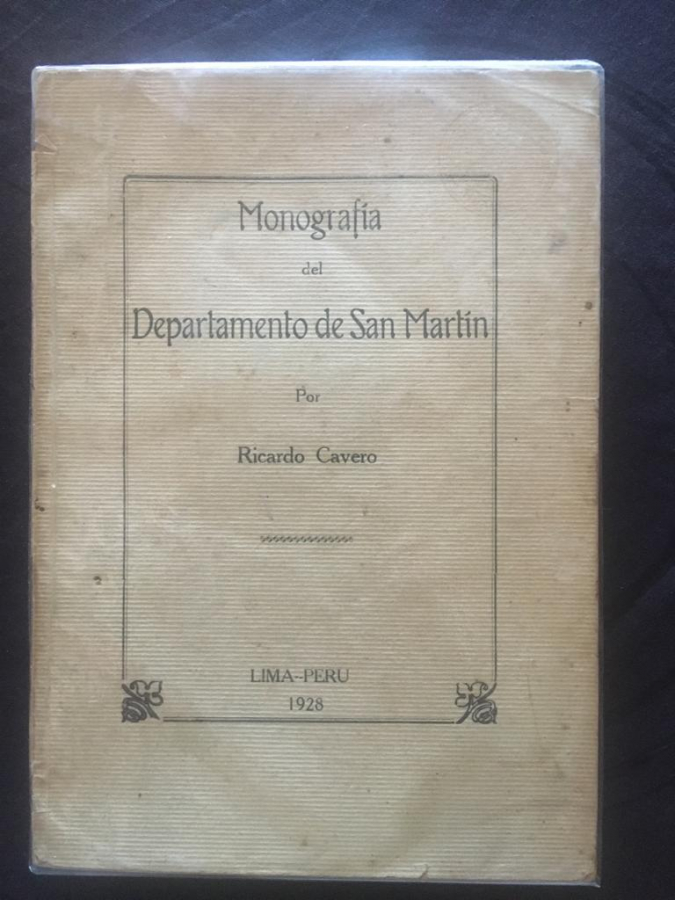 Monografía
del
Departamento de San Martín
Por
Ricardo Cavero
LIMA--PERU
1928